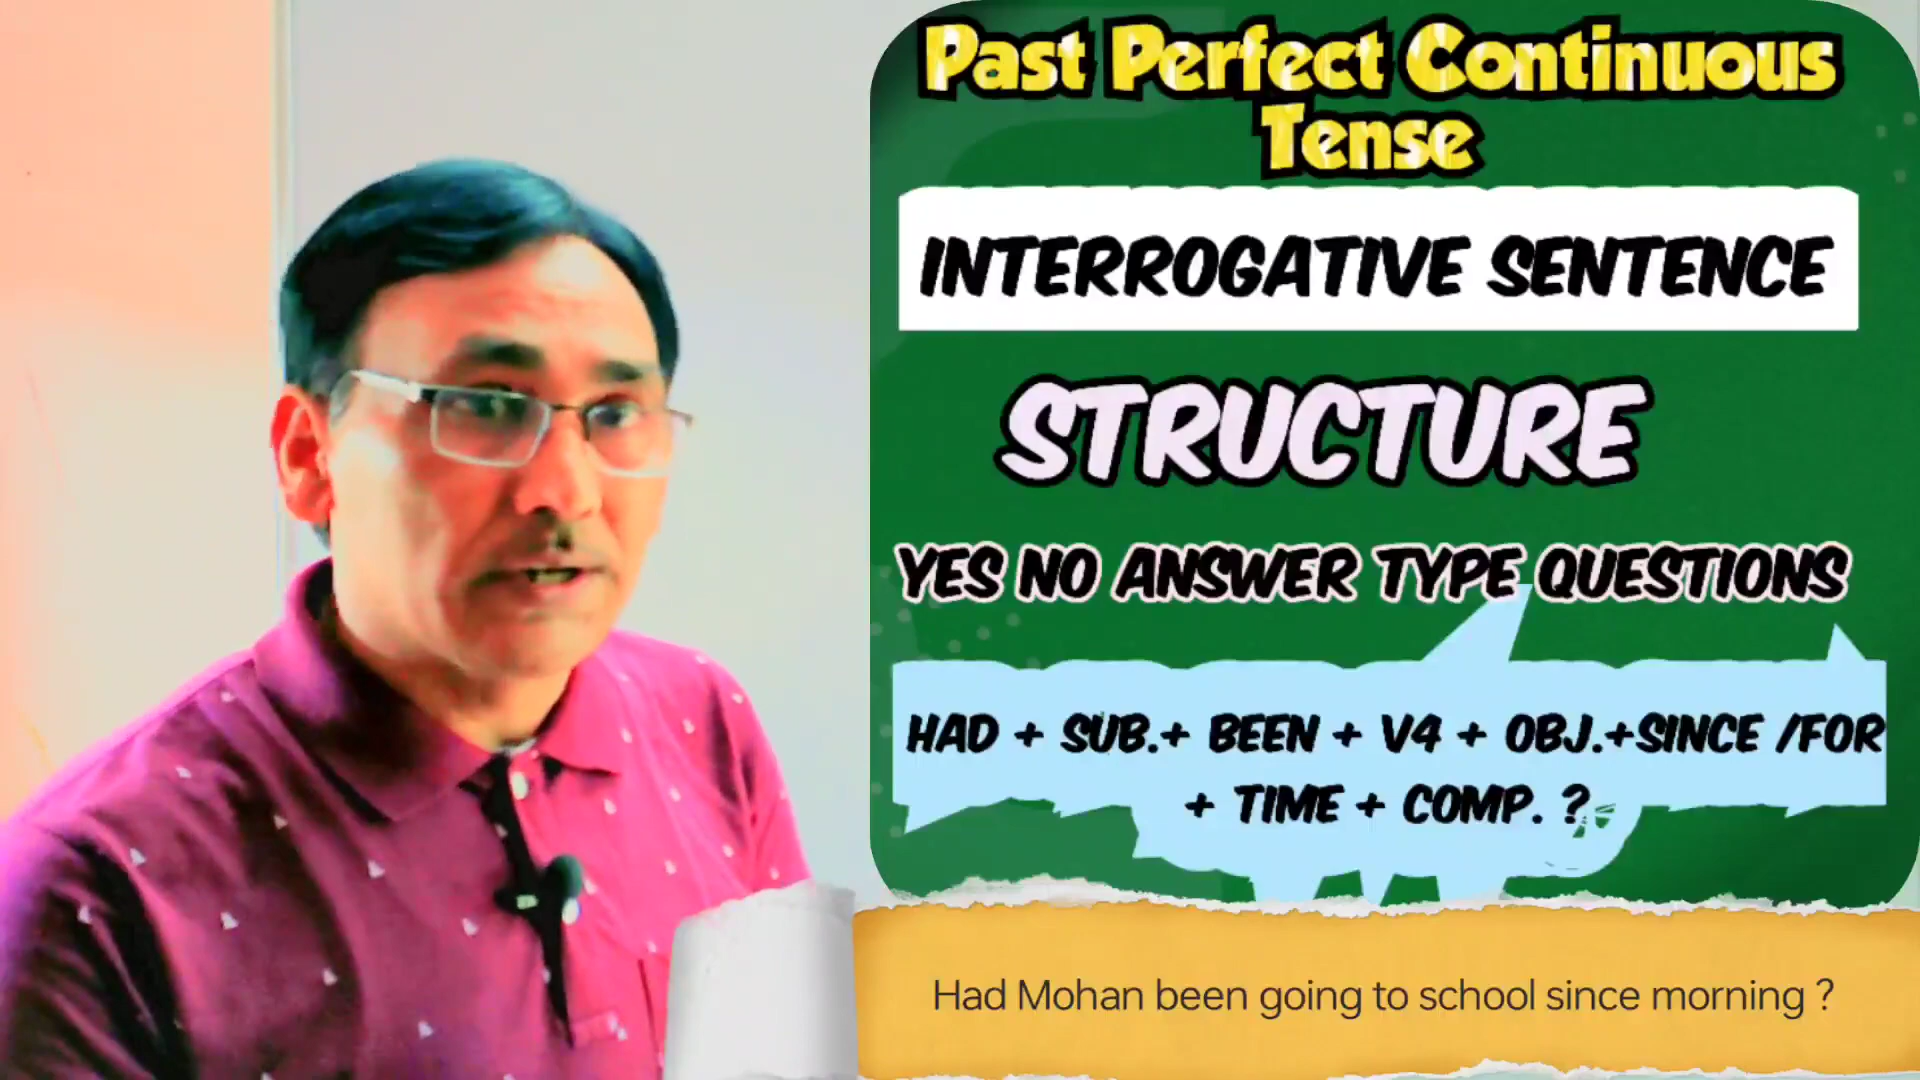 Past Perfect Continuous
Tense
INTERROGATIVE SENTENCE
STRUCTURE
YES NO ANSWER TYPE QUESTIONS
HAD + SUB.+ BEEN + V4 + OBJ.+SINCE /FOR
+ TIME + COMP. ?
Had Mohan been going to school since morning ?